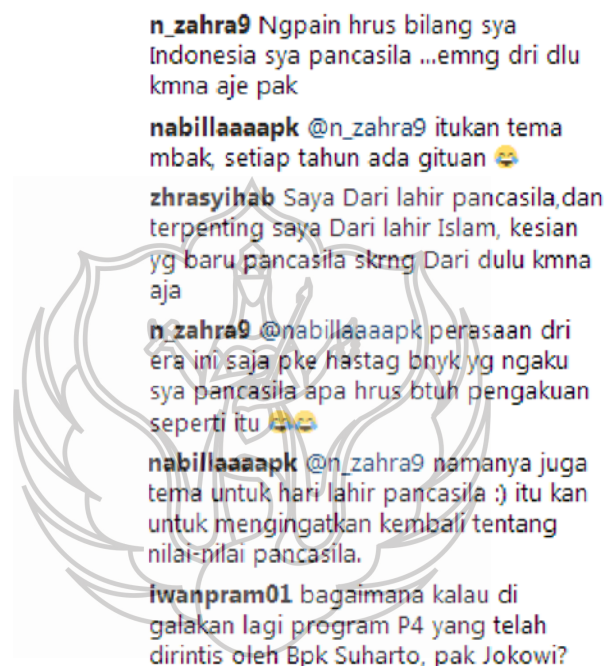 n_zahra9 Ngpain hrus bilang sya
Indonesia sya pancasila ...emng dri dlu
kmna aje pak
nabillaaaapk @n_zahra9 itukan tema
mbak, setiap tahun ada gituan 😂
zhrasyihab Saya Dari lahir pancasila,dan
terpenting saya Dari lahir Islam, kesian
yg baru pancasila skrng Dari dulu kmna
aja
n_zahra9 @nabillaaaapk perasaan dri
era ini saja pke hastag bnyk yg ngaku
sya pancasila apa hrus btuh pengakuan
seperti itu 😂😂
nabillaaaapk @n_zahra9 namanya juga
tema untuk hari lahir pancasila :) itu kan
untuk mengingatkan kembali tentang
nilai-nilai pancasila.
iwanpram01 bagaimana kalau di
galakan lagi program P4 yang telah
dirintis oleh Bpk Suharto, pak Jokowi?